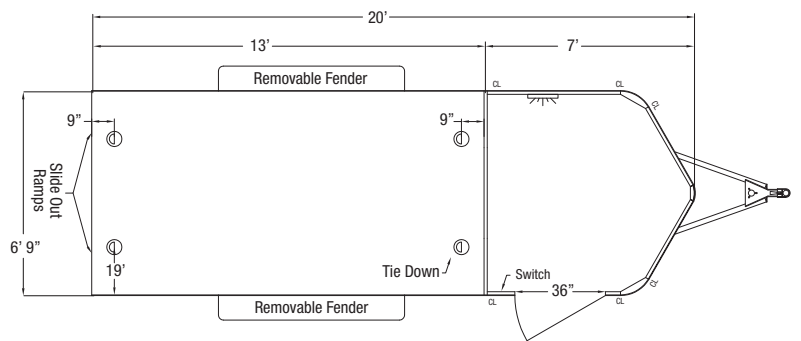 20’
13’
7’
Removable Fender
CL
CL
CL
9”
9”
Slide Out
Ramps
6’ 9”
19’
Tie Down
Switch
36”
CL
CL
CL
Removable Fender